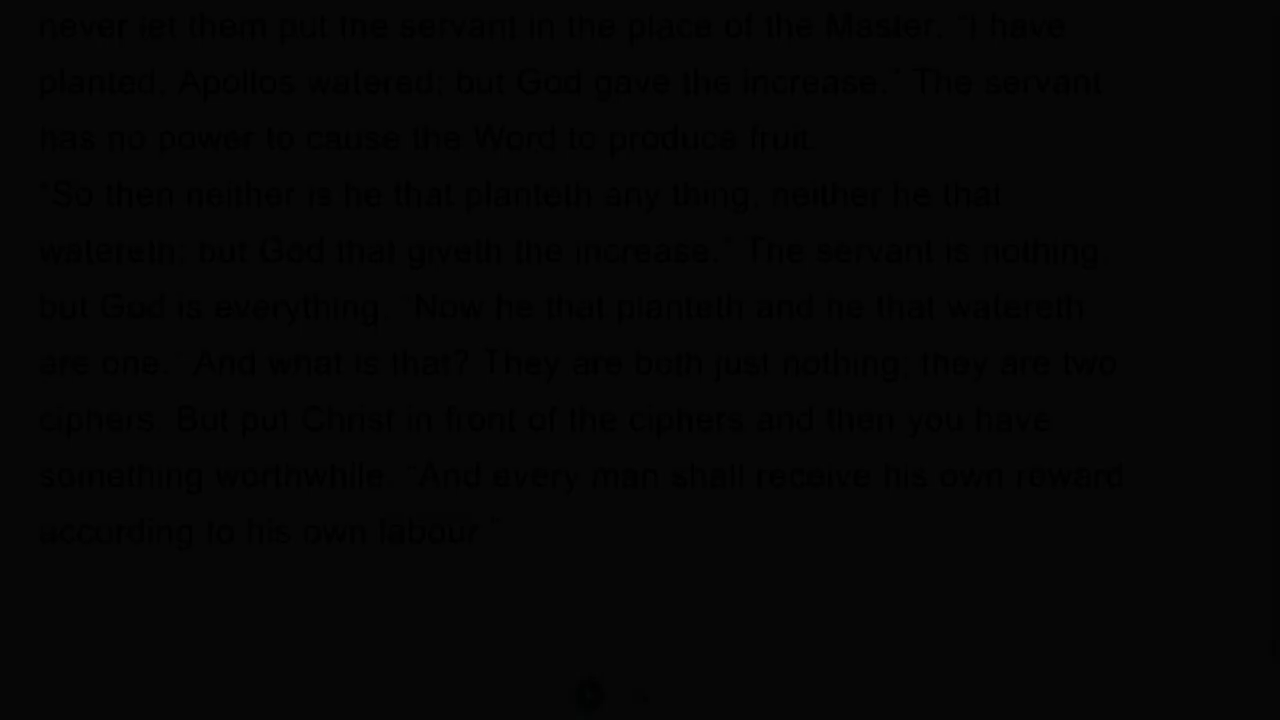 never let them put the servant in the place of the Master. "I have
planted, Apollos watered; but God gave the increase." The servant
has no power to cause the Word to produce fruit.
"So then neither is he that planteth any thing, neither he that
watereth; but God that giveth the increase." The servant is nothing,
but God is everything. "Now he that planteth and he that watereth
are one." And what is that? They are both just nothing; they are two
ciphers. But put Christ in front of the ciphers and then you have
something worthwhile. "And every man shall receive his own reward
according to his own labour."